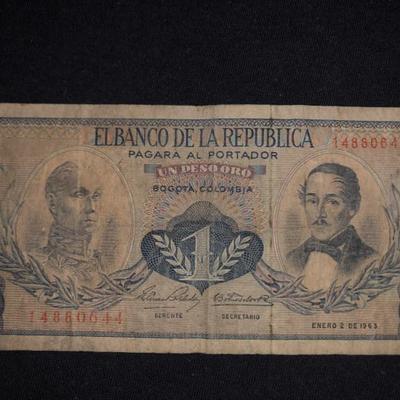 EL BANCO DE LA REPUBLICA
PAGARA AL PORTADOR
1488064
UN PESO ORO
BOGOTA, COLOMBIA
1
14880644
GERENTE
SECRETARIO
ENERO 2 DE 1963